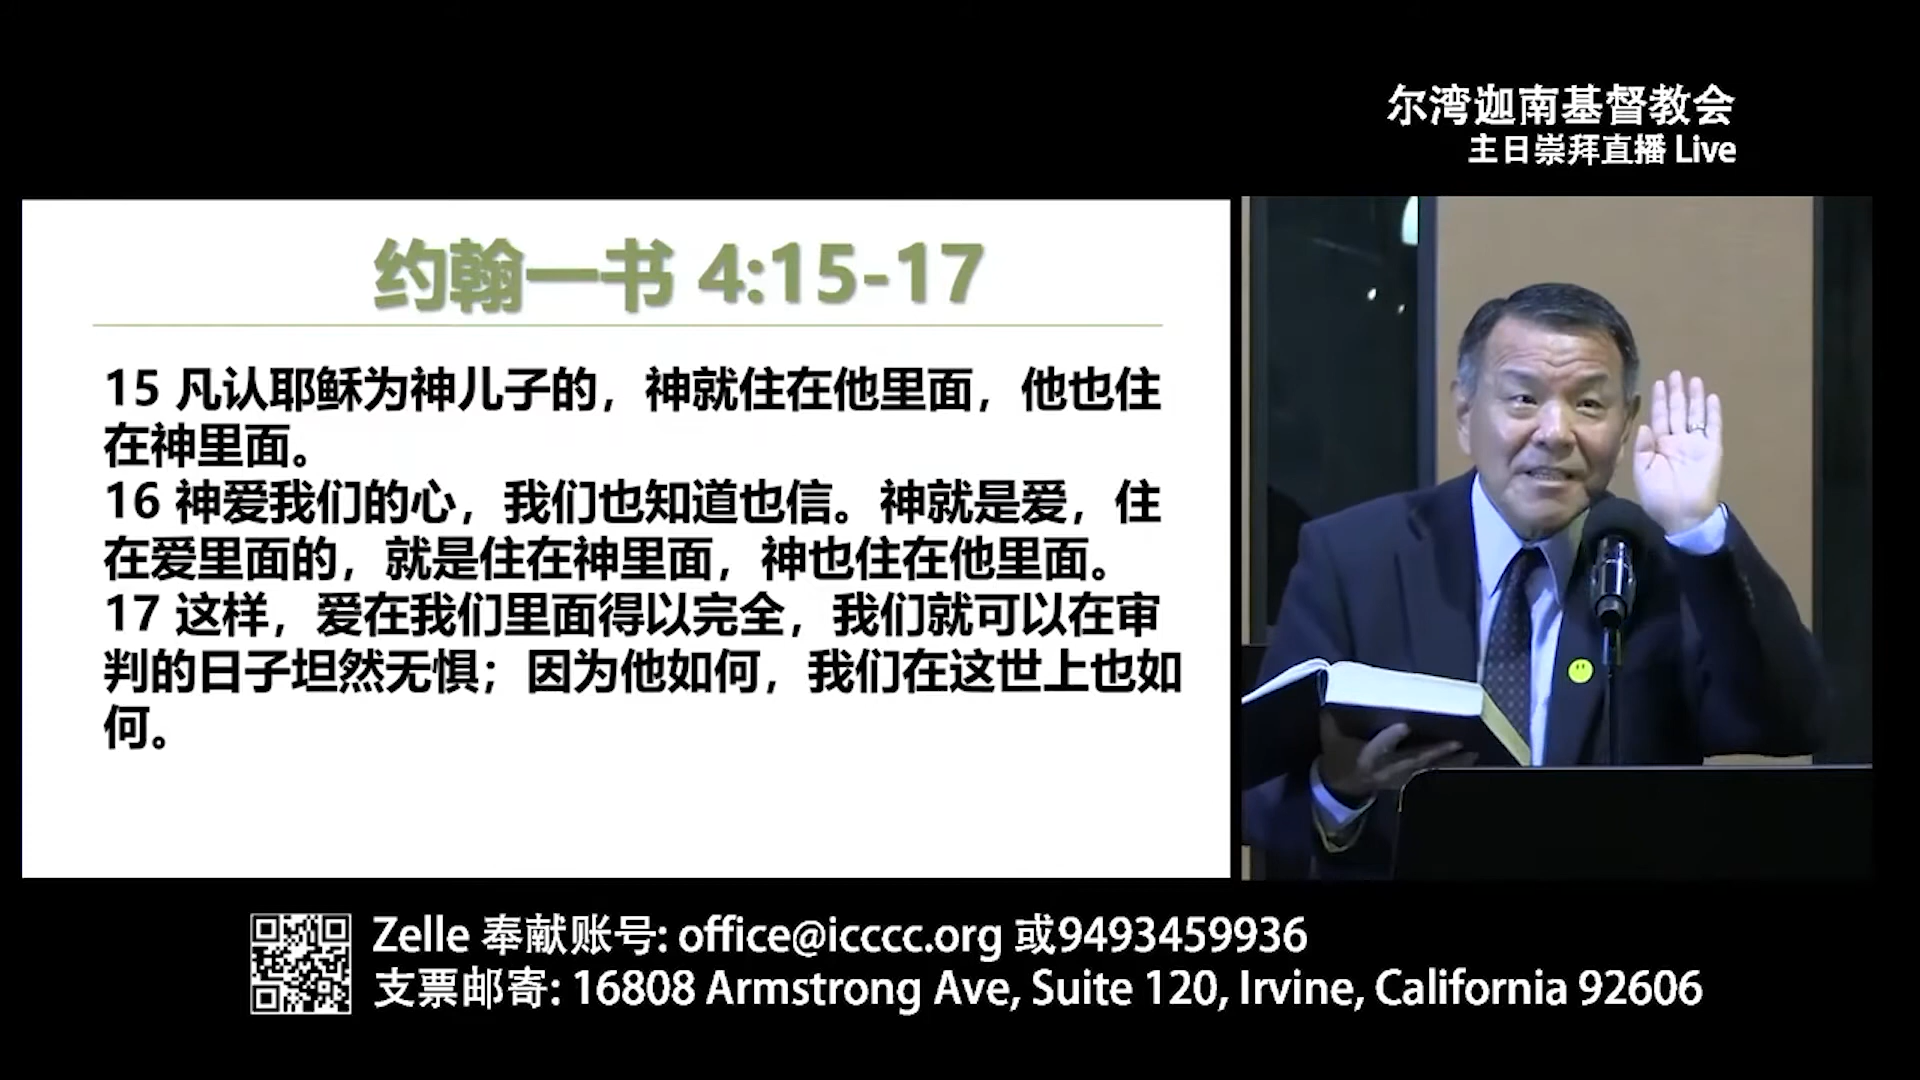 尔湾迦南基督教会
主日崇拜直播 Live
约翰一书 4:15-17
15 凡认耶稣为神儿子的，神就住在他里面，他也住
在神里面。
16 神爱我们的心，我们也知道也信。神就是爱，住
在爱里面的，就是住在神里面，神也住在他里面。
17 这样，爱在我们里面得以完全，我们就可以在审
判的日子坦然无惧；因为他如何，我们在这世上也如
何。
Zelle 奉献账号: office@icccc.org 或9493459936
支票邮寄: 16808 Armstrong Ave, Suite 120, Irvine, California 92606